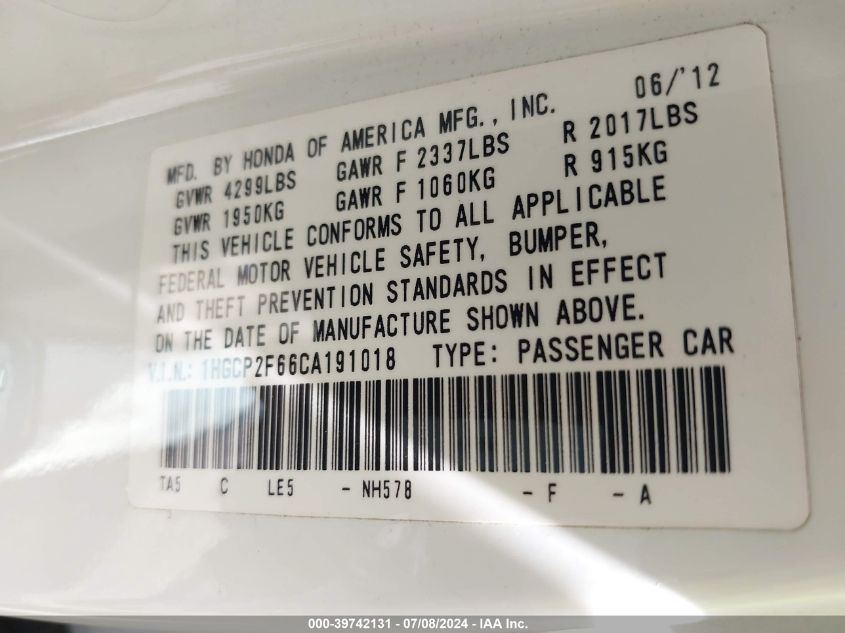 06/'12
MFD. BY HONDA OF AMERICA MFG., INC.
GVWR 4299LBS GAWR F 2337LBS R 2017LBS
GVWR 1950KG GAWR F 1060KG R 915KG
THIS VEHICLE CONFORMS TO ALL APPLICABLE
FEDERAL MOTOR VEHICLE SAFETY, BUMPER,
AND THEFT PREVENTION STANDARDS IN EFFECT
ON THE DATE OF MANUFACTURE SHOWN ABOVE.
V.I.N.: 1HGCP2F66CA191018 TYPE: PASSENGER CAR
TA5 C LE5 - NH578 - F - A
000-39742131 - 07/08/2024 - IAA Inc.